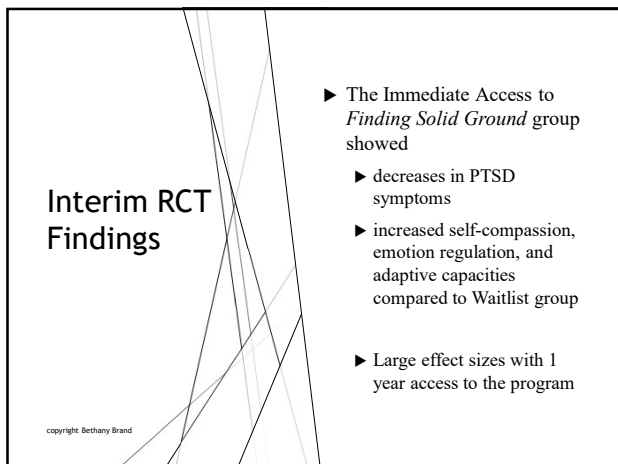 Interim RCT
Findings
▶ The Immediate Access to
Finding Solid Ground group
showed
▶ decreases in PTSD
symptoms
▶ increased self-compassion,
emotion regulation, and
adaptive capacities
compared to Waitlist group
▶ Large effect sizes with 1
year access to the program
copyright Bethany Brand